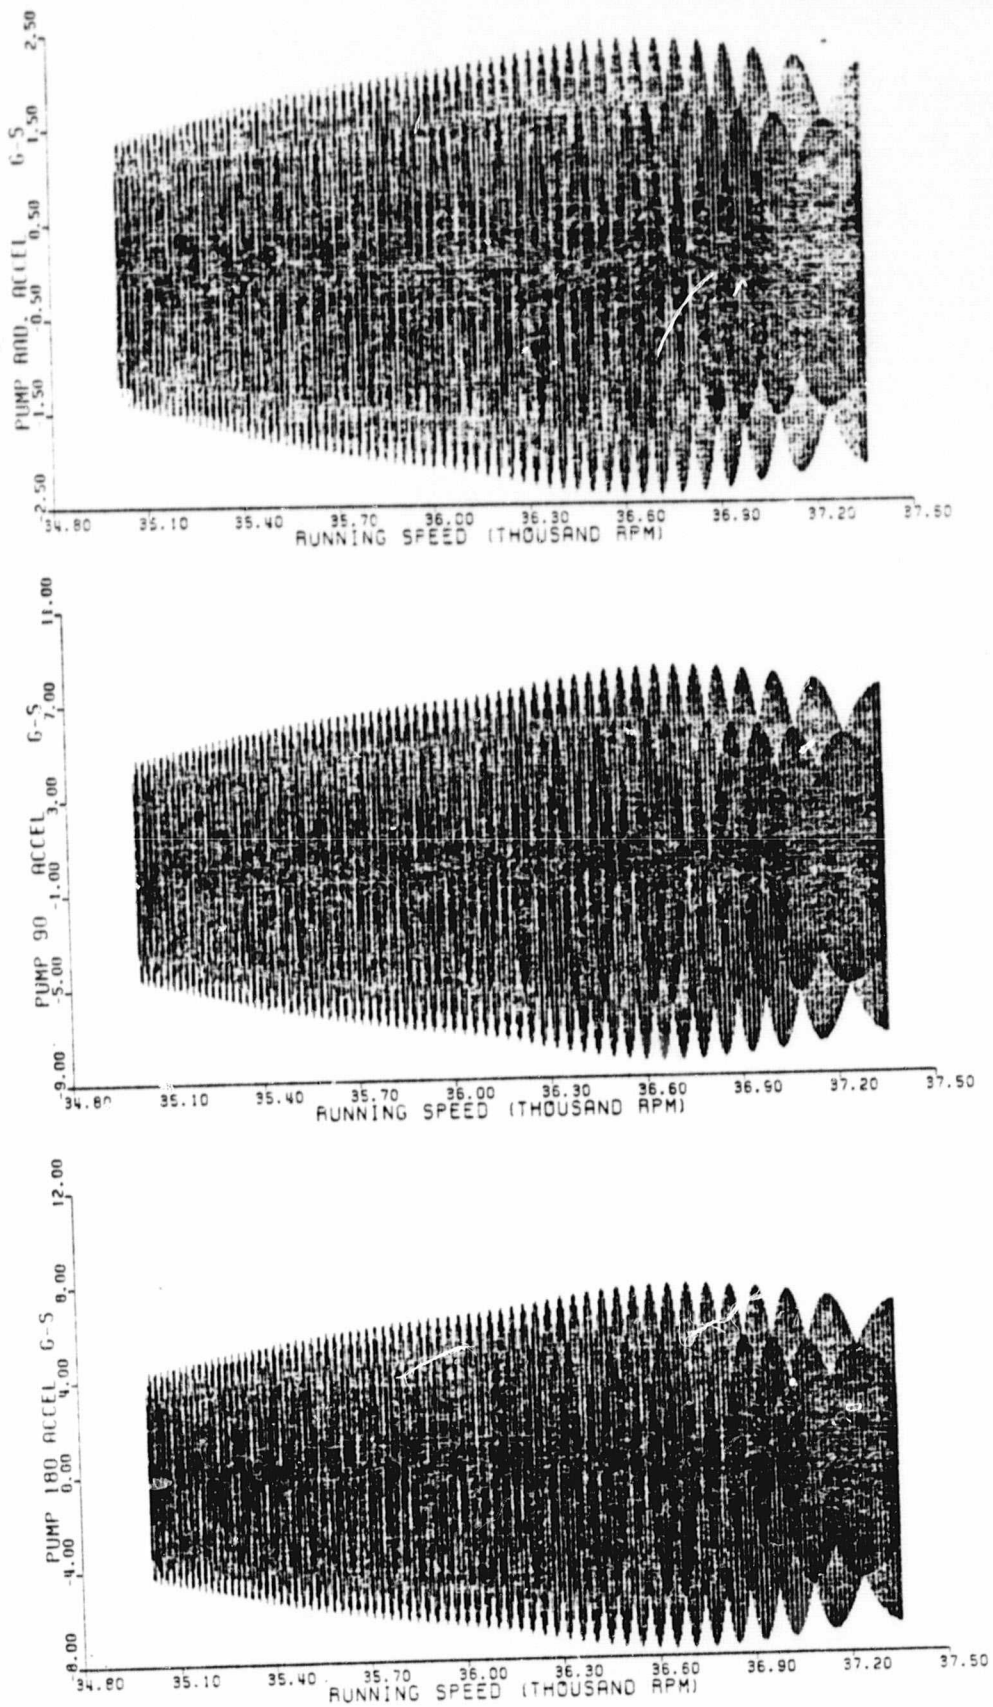 PUMP RAD. ACCEL G-S
2.50
1.50
0.50
-0.50
-1.50
-2.50
34.80 35.10 35.40 35.70 36.00 36.30 36.60 36.90 37.20 37.50
RUNNING SPEED (THOUSAND RPM)
PUMP 90 ACCEL G-S
11.00
7.00
3.00
-1.00
-5.00
-9.00
34.80 35.10 35.40 35.70 36.00 36.30 36.60 36.90 37.20 37.50
RUNNING SPEED (THOUSAND RPM)
PUMP 180 ACCEL G-S
12.00
8.00
4.00
0.00
-4.00
-8.00
34.80 35.10 35.40 35.70 36.00 36.30 36.60 36.90 37.20 37.50
RUNNING SPEED (THOUSAND RPM)